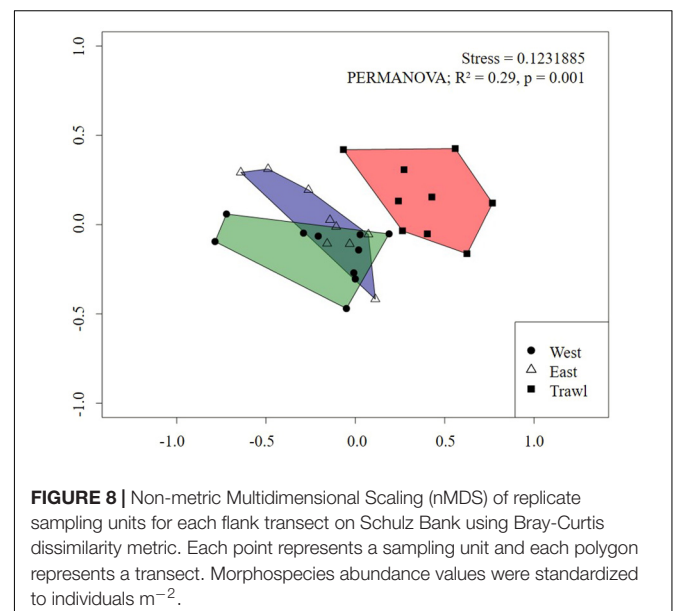 Stress = 0.1231885
PERMANOVA; R² = 0.29, p = 0.001
1.0
0.5
0.0
-0.5
-1.0
West
East
Trawl
-1.0
-0.5
0.0
0.5
1.0
FIGURE 8 | Non-metric Multidimensional Scaling (nMDS) of replicate
sampling units for each flank transect on Schulz Bank using Bray-Curtis
dissimilarity metric. Each point represents a sampling unit and each polygon
represents a transect. Morphospecies abundance values were standardized
to individuals m⁻².